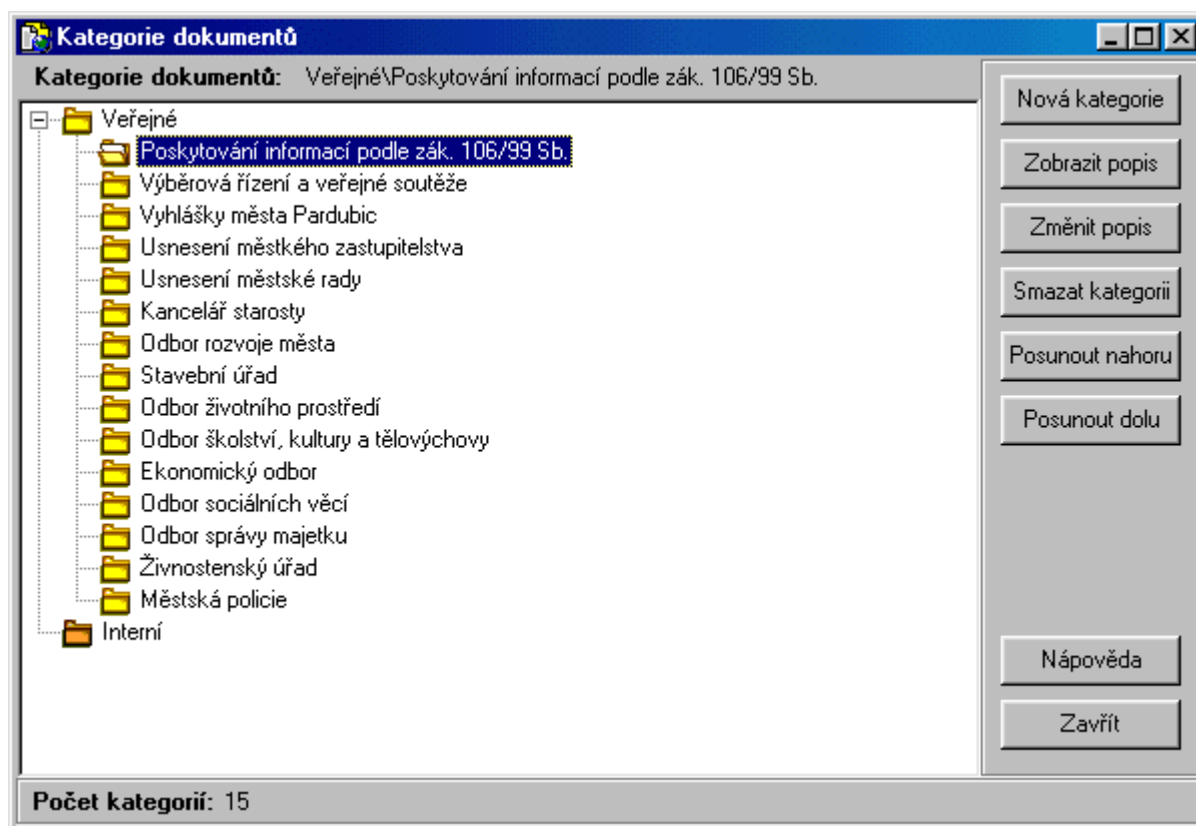 Kategorie dokumentů
Kategorie dokumentů: Veřejné\Poskytování informací podle zák. 106/99 Sb.
Veřejné
Poskytování informací podle zák. 106/99 Sb.
Výběrová řízení a veřejné soutěže
Vyhlášky města Pardubic
Usnesení městkého zastupitelstva
Usnesení městské rady
Kancelář starosty
Odbor rozvoje města
Stavební úřad
Odbor životního prostředí
Odbor školství, kultury a tělovýchovy
Ekonomický odbor
Odbor sociálních věcí
Odbor správy majetku
Živnostenský úřad
Městská policie
Interní
Nová kategorie
Zobrazit popis
Změnit popis
Smazat kategorii
Posunout nahoru
Posunout dolu
Nápověda
Zavřít
Počet kategorií: 15